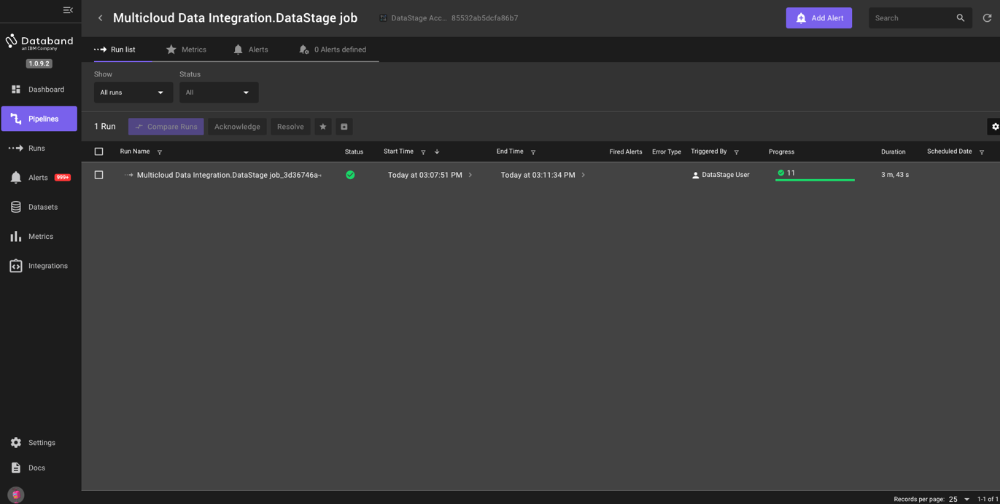 Multicloud Data Integration.DataStage job
DataStage Acc... 85532ab5dcfa86b7
Add Alert
Search
Databand
an IBM Company
1.0.9.2
Dashboard
Pipelines
Runs
Alerts 999+
Datasets
Metrics
Integrations
Settings
Docs
Run list
Metrics
Alerts
0 Alerts defined
Show
Status
All runs
All
1 Run
Compare Runs
Acknowledge
Resolve
Run Name Status Start Time End Time Fired Alerts Error Type Triggered By Progress Duration Scheduled Date
Multicloud Data Integration.DataStage job_3d36746a- Today at 03:07:51 PM Today at 03:11:34 PM DataStage User 11 3 m, 43 s
Records per page: 25 1-1 of 1